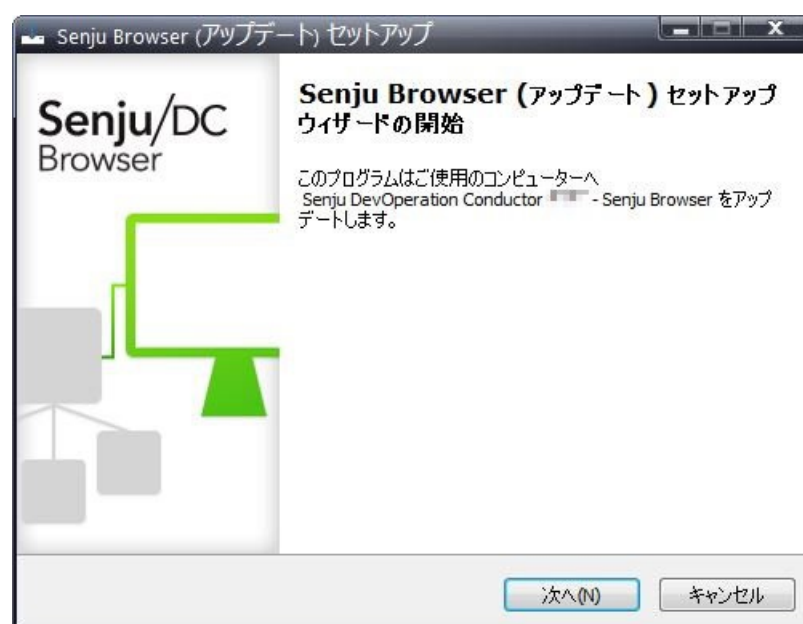 Senju Browser (アップデート) セットアップ
Senju/DC
Browser
Senju Browser (アップデート) セットアップ
ウィザードの開始
このプログラムはご使用のコンピューターへ
Senju DevOperation Conductor - Senju Browser をアップ
デートします。
次へ(N)
キャンセル